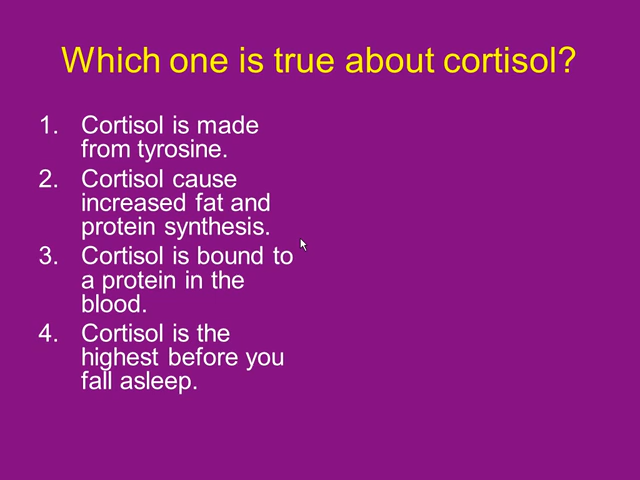 Which one is true about cortisol?
1. Cortisol is made
from tyrosine.
2. Cortisol cause
increased fat and
protein synthesis.
3. Cortisol is bound to
a protein in the
blood.
4. Cortisol is the
highest before you
fall asleep.